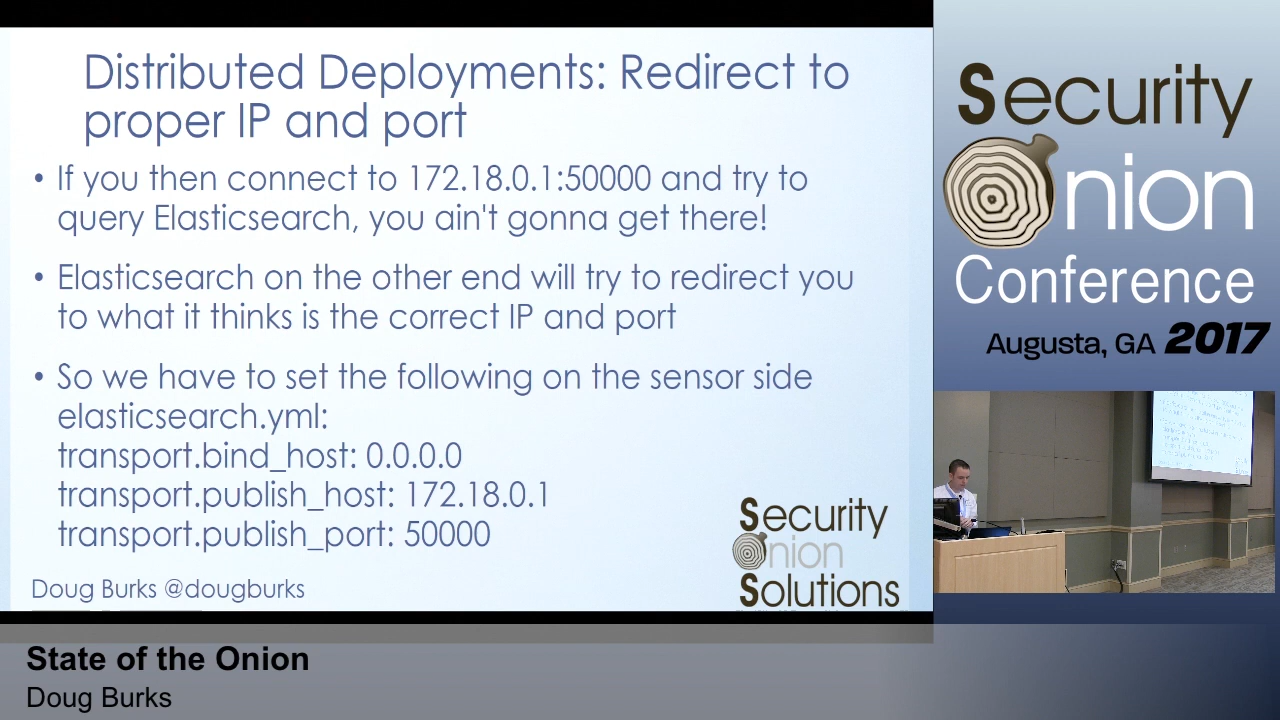 Distributed Deployments: Redirect to
proper IP and port
• If you then connect to 172.18.0.1:50000 and try to
query Elasticsearch, you ain't gonna get there!
• Elasticsearch on the other end will try to redirect you
to what it thinks is the correct IP and port
• So we have to set the following on the sensor side
elasticsearch.yml:
transport.bind_host: 0.0.0.0
transport.publish_host: 172.18.0.1
transport.publish_port: 50000
Doug Burks @dougburks
Security
Onion
Solutions
Security
Onion
Conference
Augusta, GA 2017
State of the Onion
Doug Burks